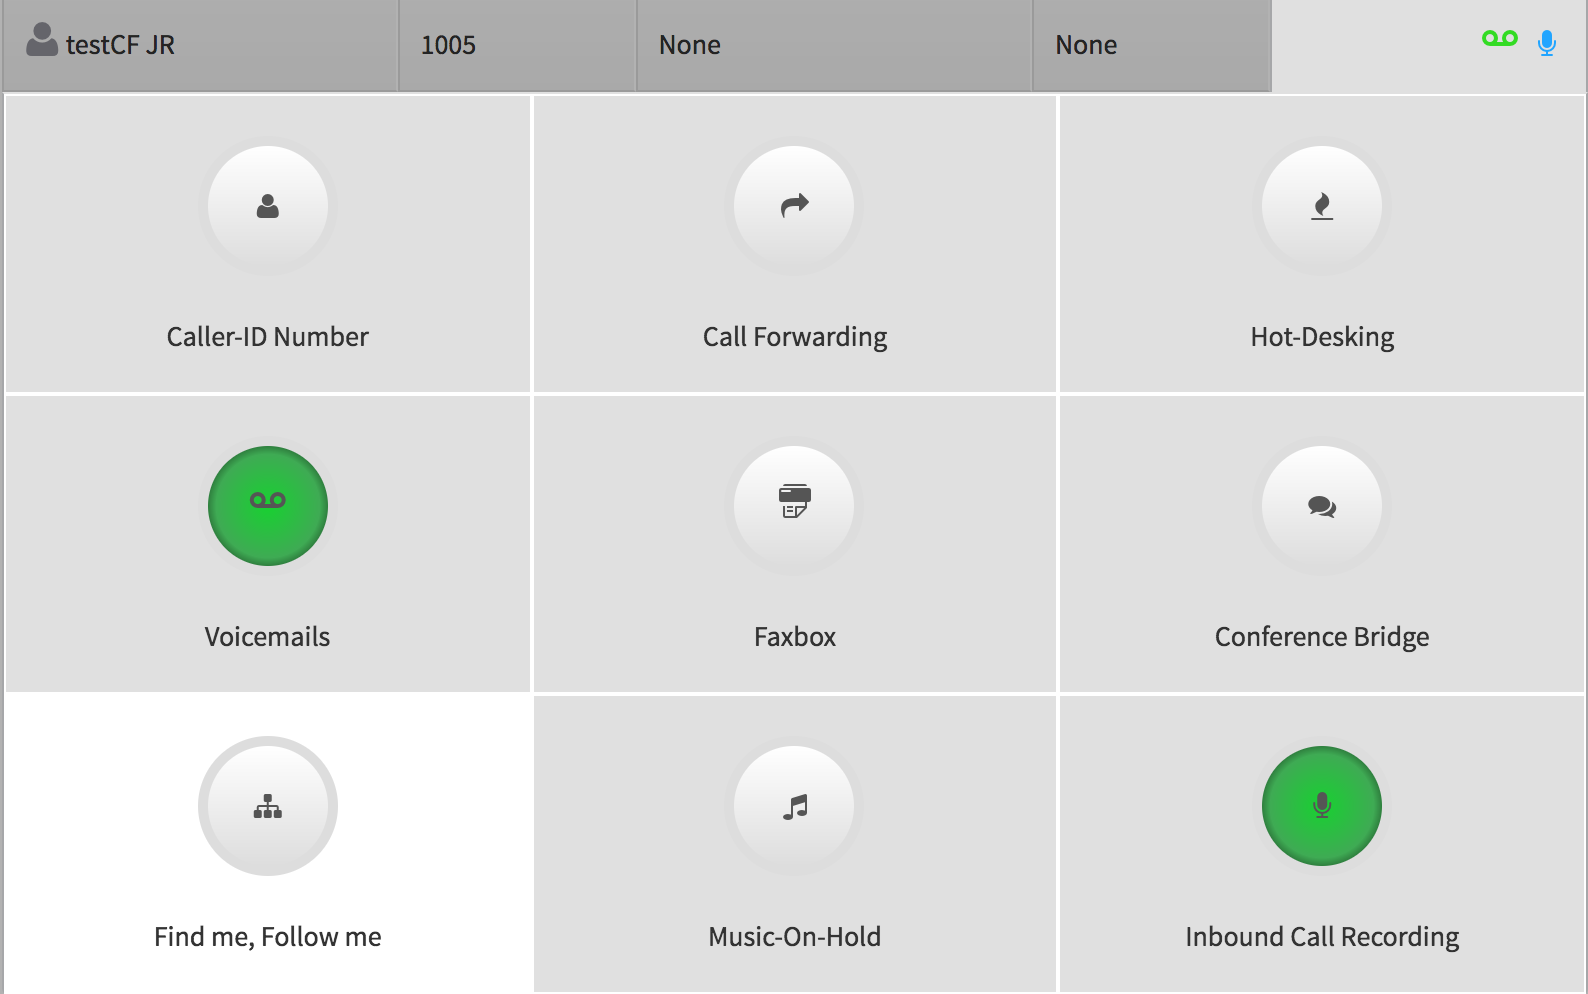 testCF JR 1005 None None
Caller-ID Number Call Forwarding Hot-Desking
Voicemails Faxbox Conference Bridge
Find me, Follow me Music-On-Hold Inbound Call Recording